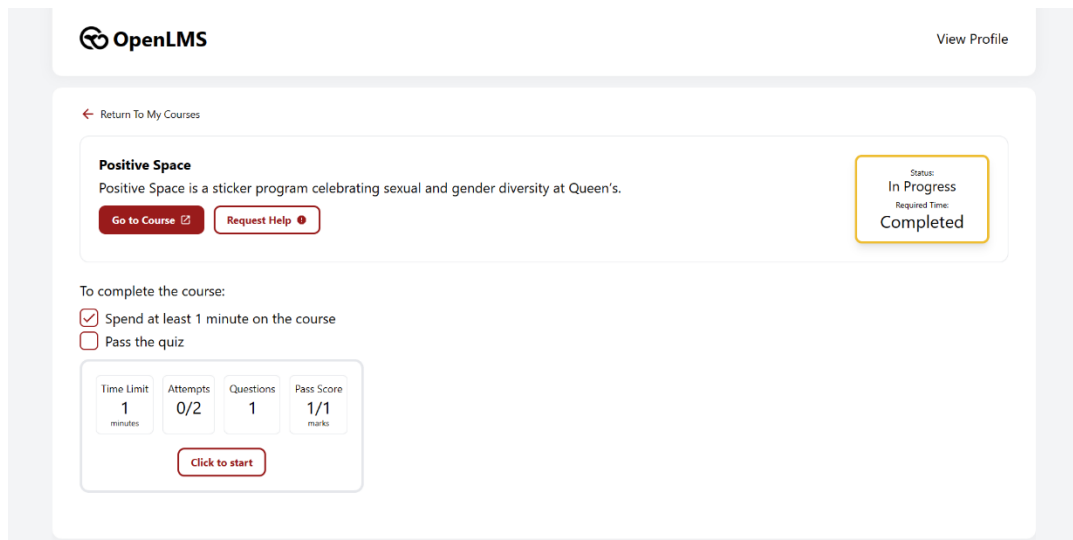 OpenLMS
View Profile
Return To My Courses
Positive Space
Positive Space is a sticker program celebrating sexual and gender diversity at Queen's.
Go to Course
Request Help
Status:
In Progress
Required Time:
Completed
To complete the course:
Spend at least 1 minute on the course
Pass the quiz
Time Limit
1
minutes
Attempts
0/2
Questions
1
Pass Score
1/1
marks
Click to start